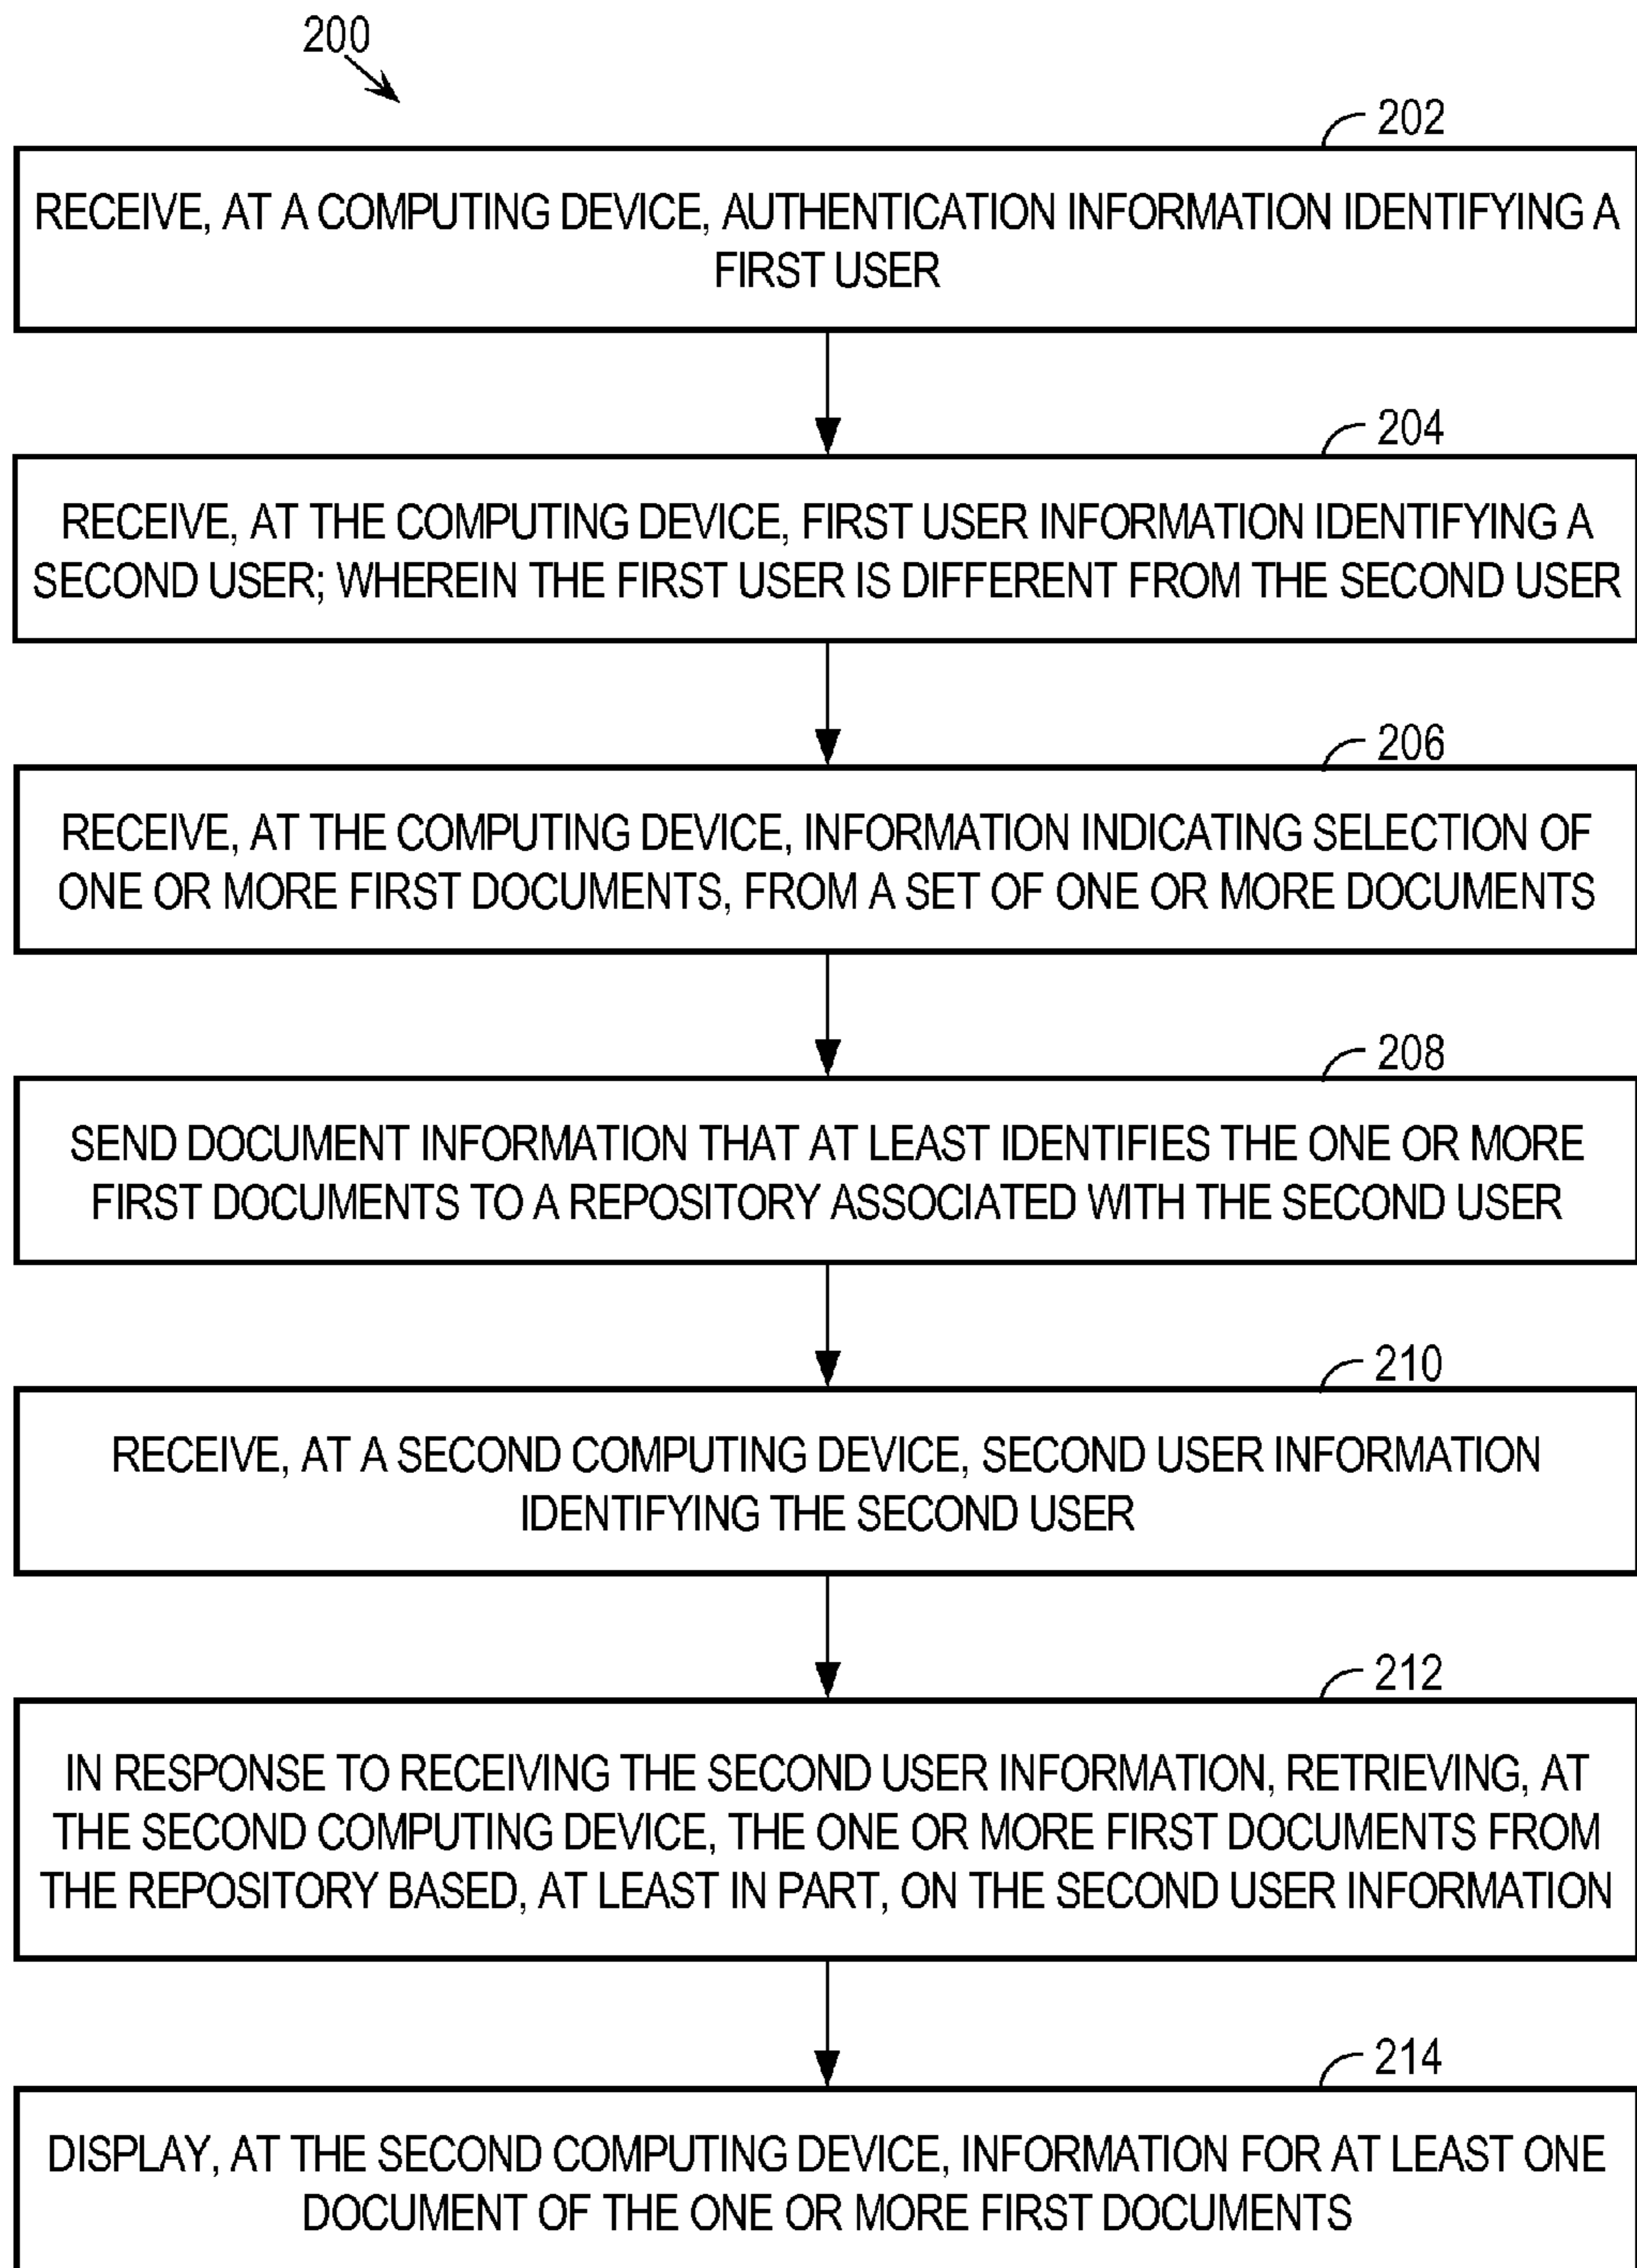 200
202
RECEIVE, AT A COMPUTING DEVICE, AUTHENTICATION INFORMATION IDENTIFYING A
FIRST USER
204
RECEIVE, AT THE COMPUTING DEVICE, FIRST USER INFORMATION IDENTIFYING A
SECOND USER; WHEREIN THE FIRST USER IS DIFFERENT FROM THE SECOND USER
206
RECEIVE, AT THE COMPUTING DEVICE, INFORMATION INDICATING SELECTION OF
ONE OR MORE FIRST DOCUMENTS, FROM A SET OF ONE OR MORE DOCUMENTS
208
SEND DOCUMENT INFORMATION THAT AT LEAST IDENTIFIES THE ONE OR MORE
FIRST DOCUMENTS TO A REPOSITORY ASSOCIATED WITH THE SECOND USER
210
RECEIVE, AT A SECOND COMPUTING DEVICE, SECOND USER INFORMATION
IDENTIFYING THE SECOND USER
212
IN RESPONSE TO RECEIVING THE SECOND USER INFORMATION, RETRIEVING, AT
THE SECOND COMPUTING DEVICE, THE ONE OR MORE FIRST DOCUMENTS FROM
THE REPOSITORY BASED, AT LEAST IN PART, ON THE SECOND USER INFORMATION
214
DISPLAY, AT THE SECOND COMPUTING DEVICE, INFORMATION FOR AT LEAST ONE
DOCUMENT OF THE ONE OR MORE FIRST DOCUMENTS